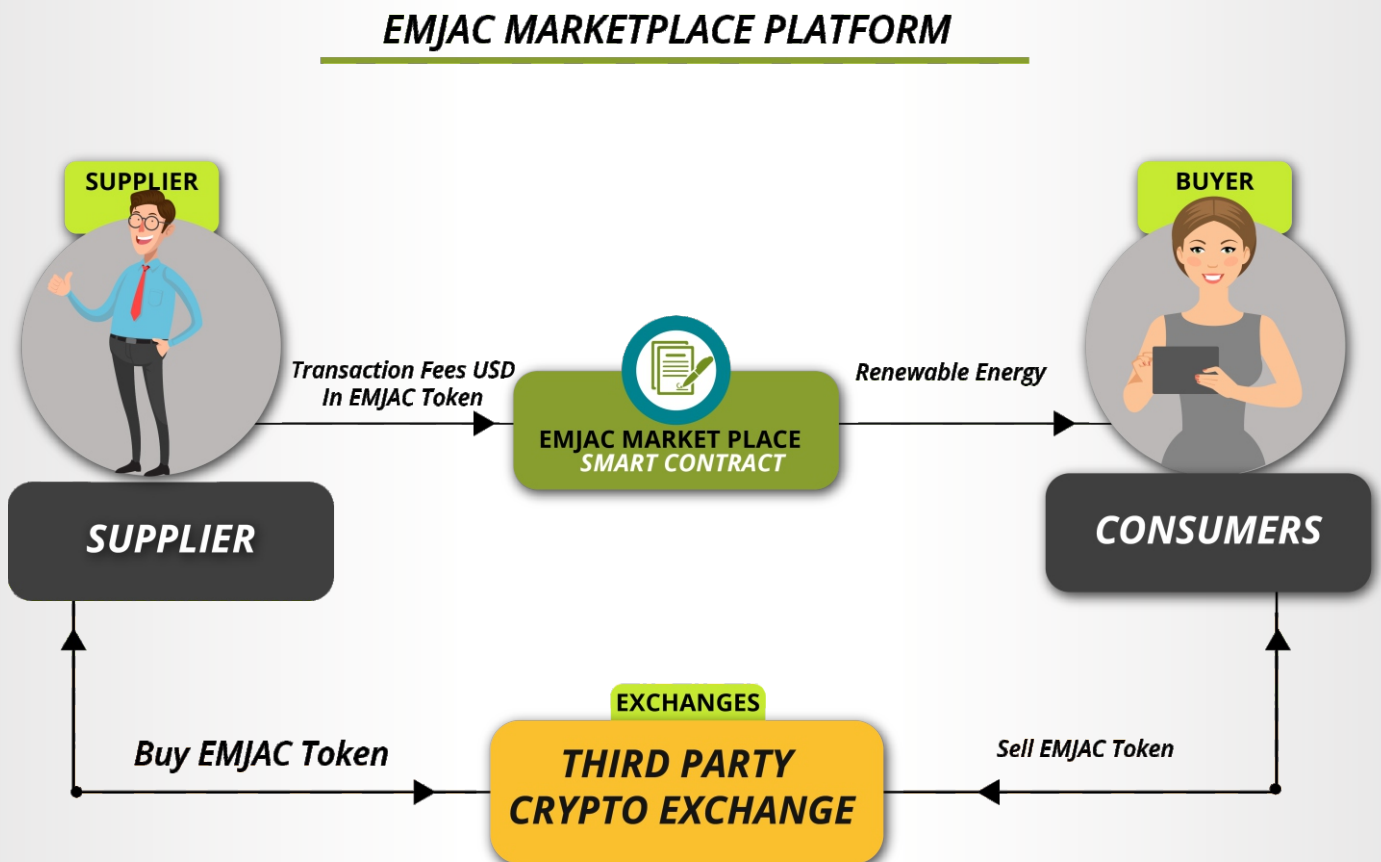 EMJAC MARKETPLACE PLATFORM
SUPPLIER
BUYER
Transaction Fees USD
In EMJAC Token
Renewable Energy
EMJAC MARKET PLACE
SMART CONTRACT
SUPPLIER
CONSUMERS
EXCHANGES
Buy EMJAC Token
Sell EMJAC Token
THIRD PARTY
CRYPTO EXCHANGE